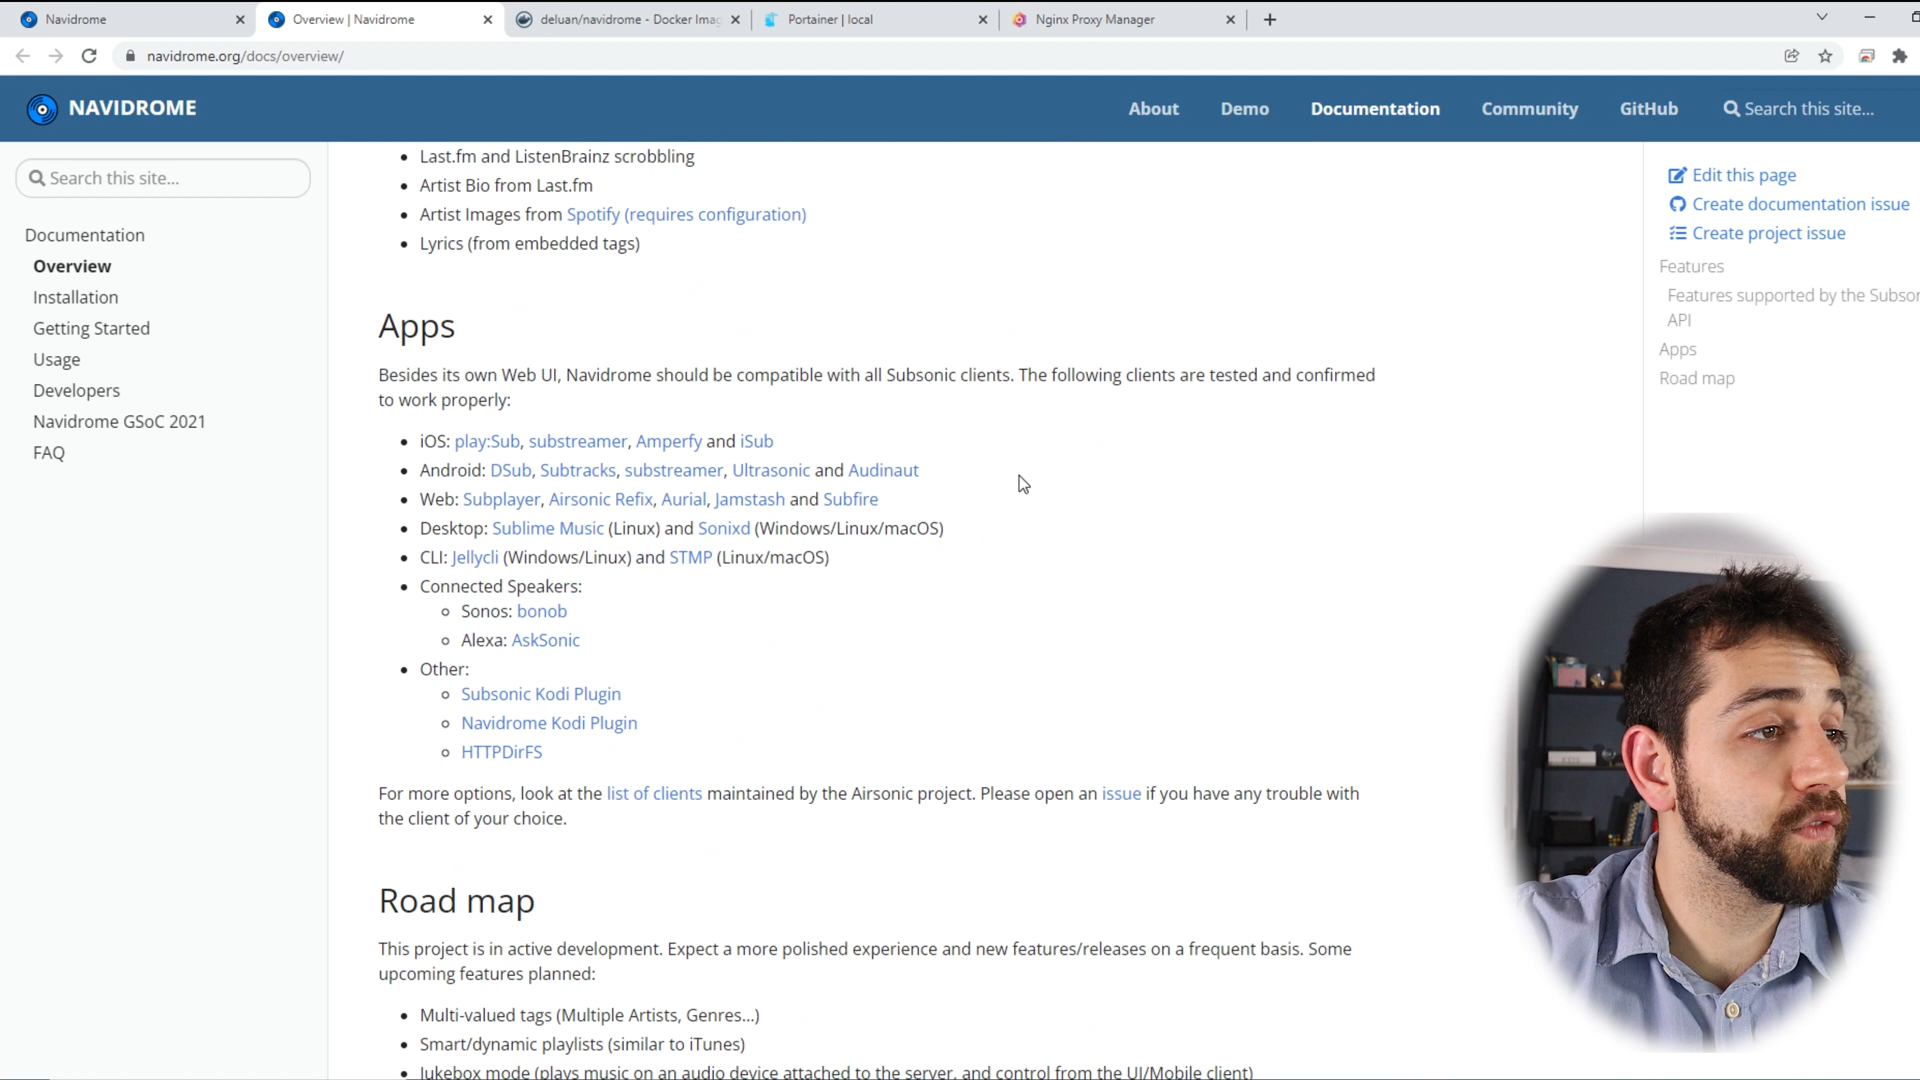 Navidrome
Overview | Navidrome
deluan/navidrome - Docker Imag
Portainer | local
Nginx Proxy Manager
navidrome.org/docs/overview/
NAVIDROME
About
Demo
Documentation
Community
GitHub
Search this site...
Search this site...
Documentation
Overview
Installation
Getting Started
Usage
Developers
Navidrome GSoC 2021
FAQ
• Last.fm and ListenBrainz scrobbling
• Artist Bio from Last.fm
• Artist Images from Spotify (requires configuration)
• Lyrics (from embedded tags)
Apps
Besides its own Web UI, Navidrome should be compatible with all Subsonic clients. The following clients are tested and confirmed
to work properly:
• iOS: play:Sub, substreamer, Amperfy and iSub
• Android: DSub, Subtracks, substreamer, Ultrasonic and Audinaut
• Web: Subplayer, Airsonic Refix, Aurial, Jamstash and Subfire
• Desktop: Sublime Music (Linux) and Sonixd (Windows/Linux/macOS)
• CLI: Jellycli (Windows/Linux) and STMP (Linux/macOS)
• Connected Speakers:
○ Sonos: bonob
○ Alexa: AskSonic
• Other:
○ Subsonic Kodi Plugin
○ Navidrome Kodi Plugin
○ HTTPDirFS
For more options, look at the list of clients maintained by the Airsonic project. Please open an issue if you have any trouble with
the client of your choice.
Road map
This project is in active development. Expect a more polished experience and new features/releases on a frequent basis. Some
upcoming features planned:
• Multi-valued tags (Multiple Artists, Genres...)
• Smart/dynamic playlists (similar to iTunes)
• Jukebox mode (plays music on an audio device attached to the server, and control from the UI/Mobile client)
Edit this page
Create documentation issue
Create project issue
Features
Features supported by the Subson
API
Apps
Road map